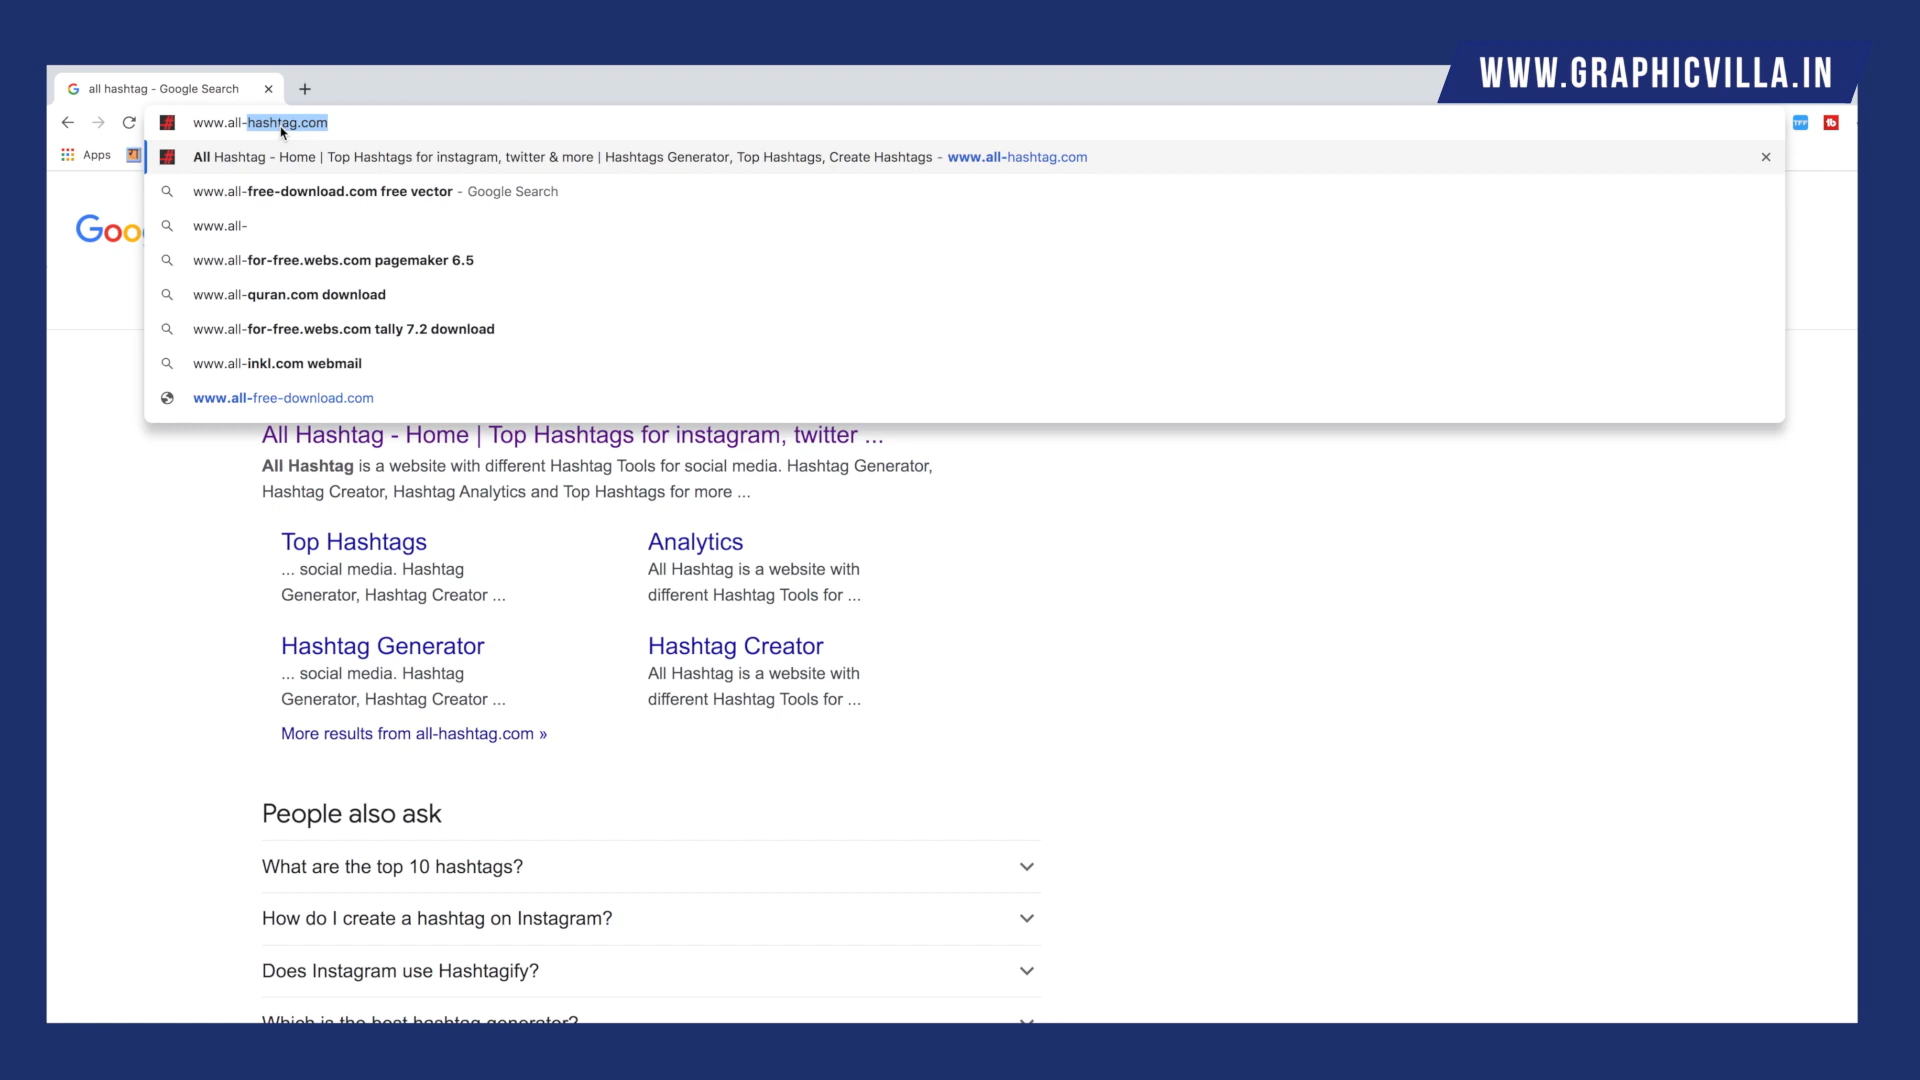 WWW.GRAPHICVILLA.IN
all hashtag - Google Search
www.all-hashtag.com
Apps
All Hashtag - Home | Top Hashtags for instagram, twitter & more | Hashtags Generator, Top Hashtags, Create Hashtags - www.all-hashtag.com
www.all-free-download.com free vector - Google Search
www.all-
www.all-for-free.webs.com pagemaker 6.5
www.all-quran.com download
www.all-for-free.webs.com tally 7.2 download
www.all-inkl.com webmail
www.all-free-download.com
All Hashtag - Home | Top Hashtags for instagram, twitter ...
All Hashtag is a website with different Hashtag Tools for social media. Hashtag Generator,
Hashtag Creator, Hashtag Analytics and Top Hashtags for more ...
Top Hashtags
... social media. Hashtag
Generator, Hashtag Creator ...
Analytics
All Hashtag is a website with
different Hashtag Tools for ...
Hashtag Generator
... social media. Hashtag
Generator, Hashtag Creator ...
Hashtag Creator
All Hashtag is a website with
different Hashtag Tools for ...
More results from all-hashtag.com »
People also ask
What are the top 10 hashtags?
How do I create a hashtag on Instagram?
Does Instagram use Hashtagify?
Which is the best hashtag generator?